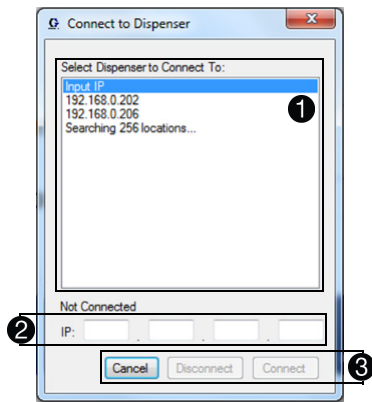 Connect to Dispenser
Select Dispenser to Connect To:
Input IP
192.168.0.202
192.168.0.206
Searching 256 locations...
1
Not Connected
2
IP: . . .
Cancel Disconnect Connect
3